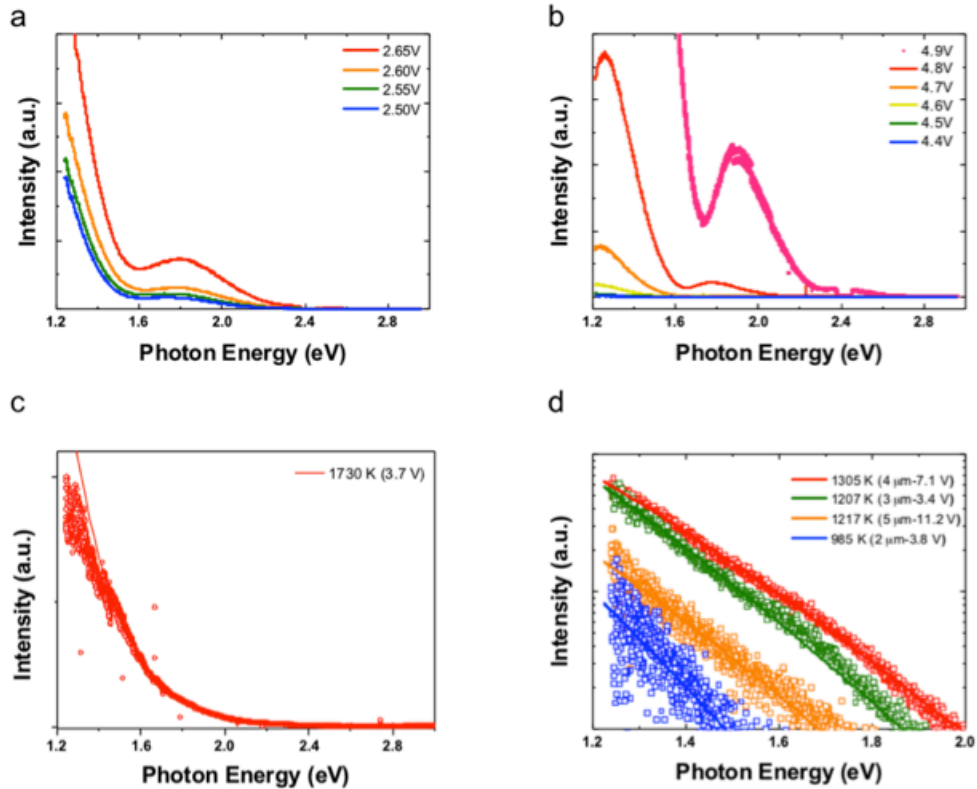 a
2.65V
2.60V
2.55V
2.50V
Intensity (a.u.)
1.2 1.6 2.0 2.4 2.8
Photon Energy (eV)
b
4.9V
4.8V
4.7V
4.6V
4.5V
4.4V
Intensity (a.u.)
1.2 1.6 2.0 2.4 2.8
Photon Energy (eV)
c
1730 K (3.7 V)
Intensity (a.u.)
1.2 1.6 2.0 2.4 2.8
Photon Energy (eV)
d
1305 K (4 μm-7.1 V)
1207 K (3 μm-3.4 V)
1217 K (5 μm-11.2 V)
985 K (2 μm-3.8 V)
Intensity (a.u.)
1.2 1.4 1.6 1.8 2.0
Photon Energy (eV)